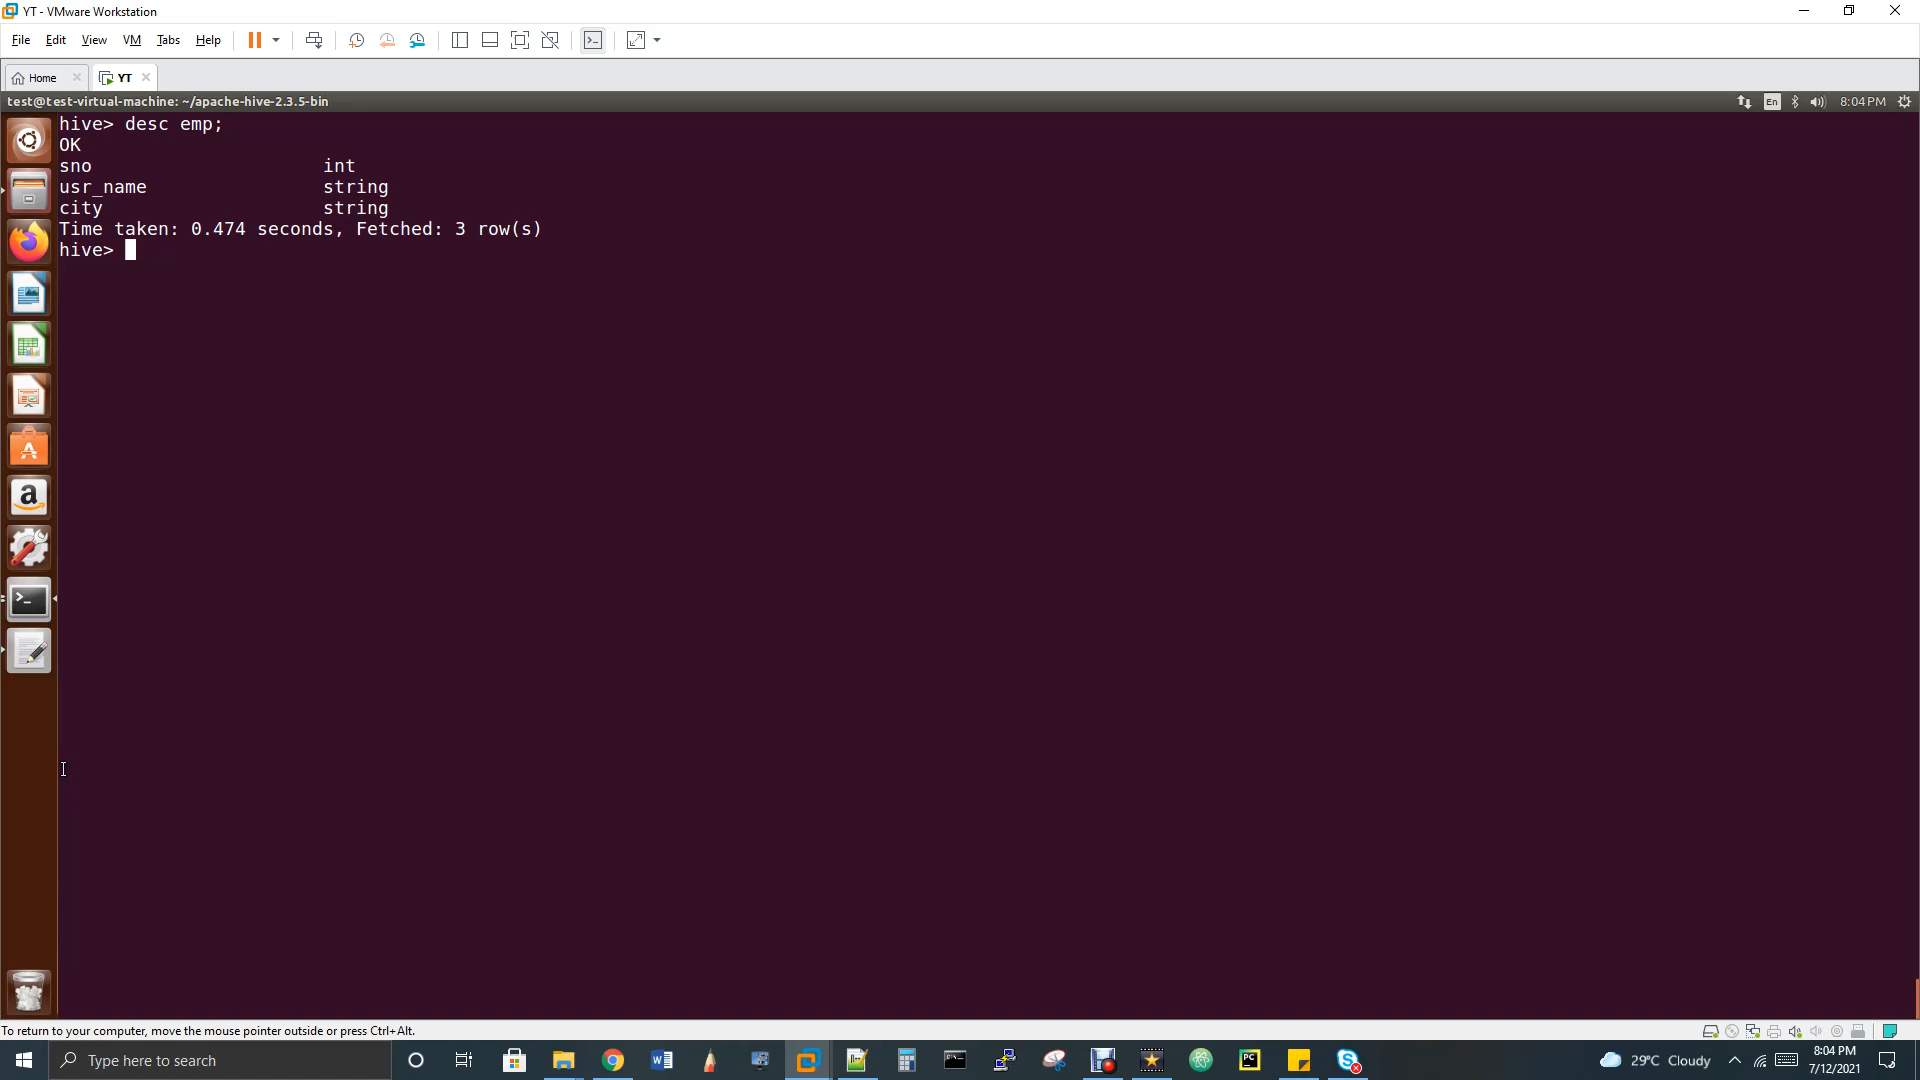 YT - VMware Workstation
File Edit View VM Tabs Help
Home YT
test@test-virtual-machine: ~/apache-hive-2.3.5-bin En 8:04 PM
hive> desc emp;
OK
sno int
usr_name string
city string
Time taken: 0.474 seconds, Fetched: 3 row(s)
hive>
To return to your computer, move the mouse pointer outside or press Ctrl+Alt.
Type here to search
29°C Cloudy
8:04 PM
7/12/2021